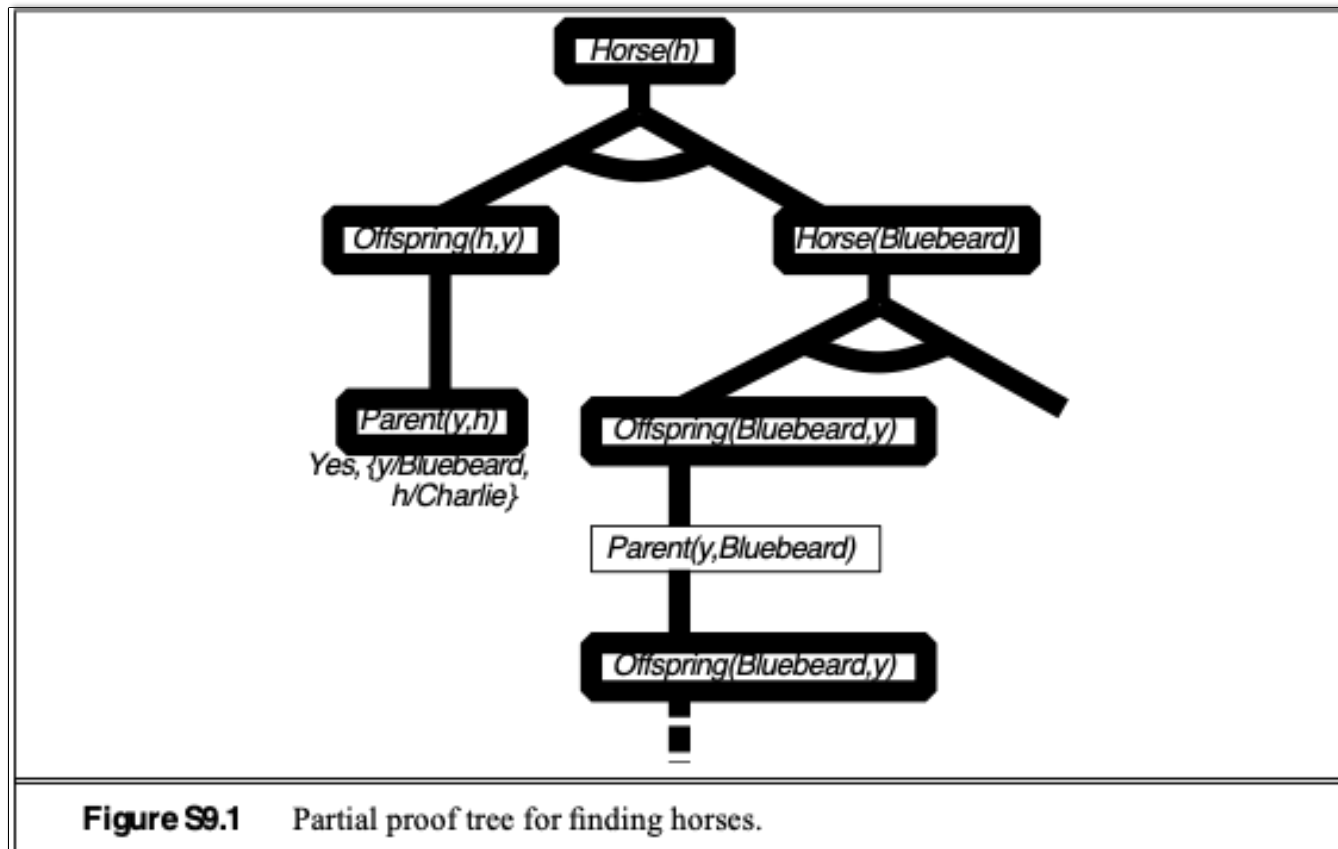 Horse(h)
Offspring(h,y)
Horse(Bluebeard)
Parent(y,h)
Yes, {y/Bluebeard,
h/Charlie}
Offspring(Bluebeard,y)
Parent(y,Bluebeard)
Offspring(Bluebeard,y)
Figure S9.1 Partial proof tree for finding horses.